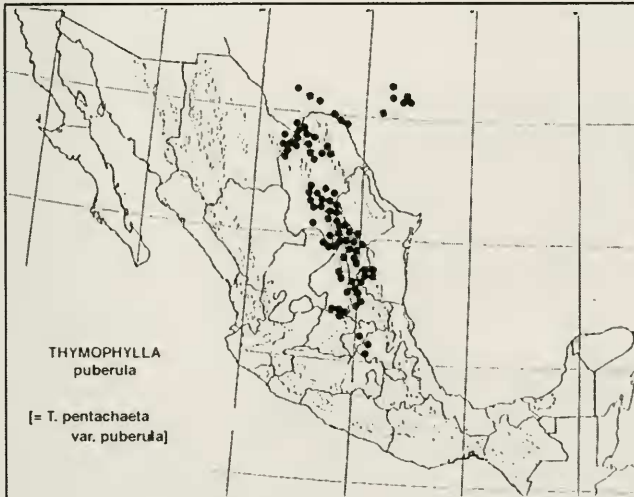 THYMOPHYLLA
puberula
[= T. pentachaeta
var. puberula]